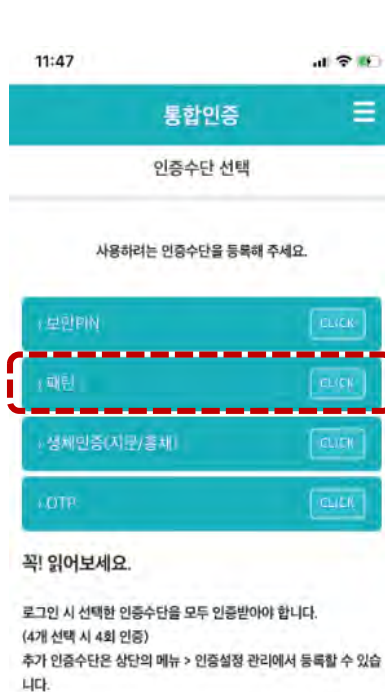 11:47
통합인증
인증수단 선택
사용하려는 인증수단을 등록해 주세요.
› 보안PIN CLICK
› 패턴 CLICK
› 생체인증(지문/홍채) CLICK
› OTP CLICK
꼭! 읽어보세요.
로그인 시 선택한 인증수단을 모두 인증받아야 합니다.
(4개 선택 시 4회 인증)
추가 인증수단은 상단의 메뉴 > 인증설정 관리에서 등록할 수 있습
니다.